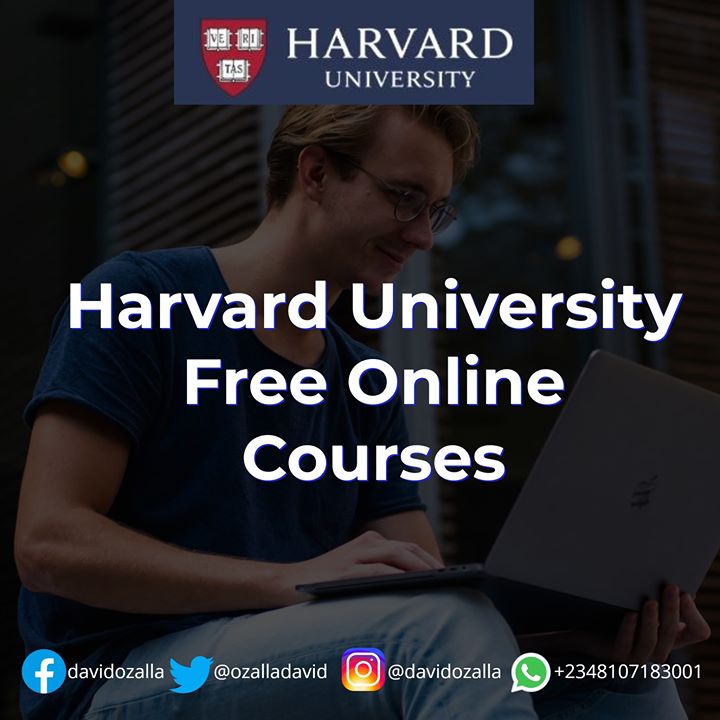 VE RI
TAS
HARVARD
UNIVERSITY
Harvard University
Free Online
Courses
davidozalla @ozalladavid @davidozalla +2348107183001